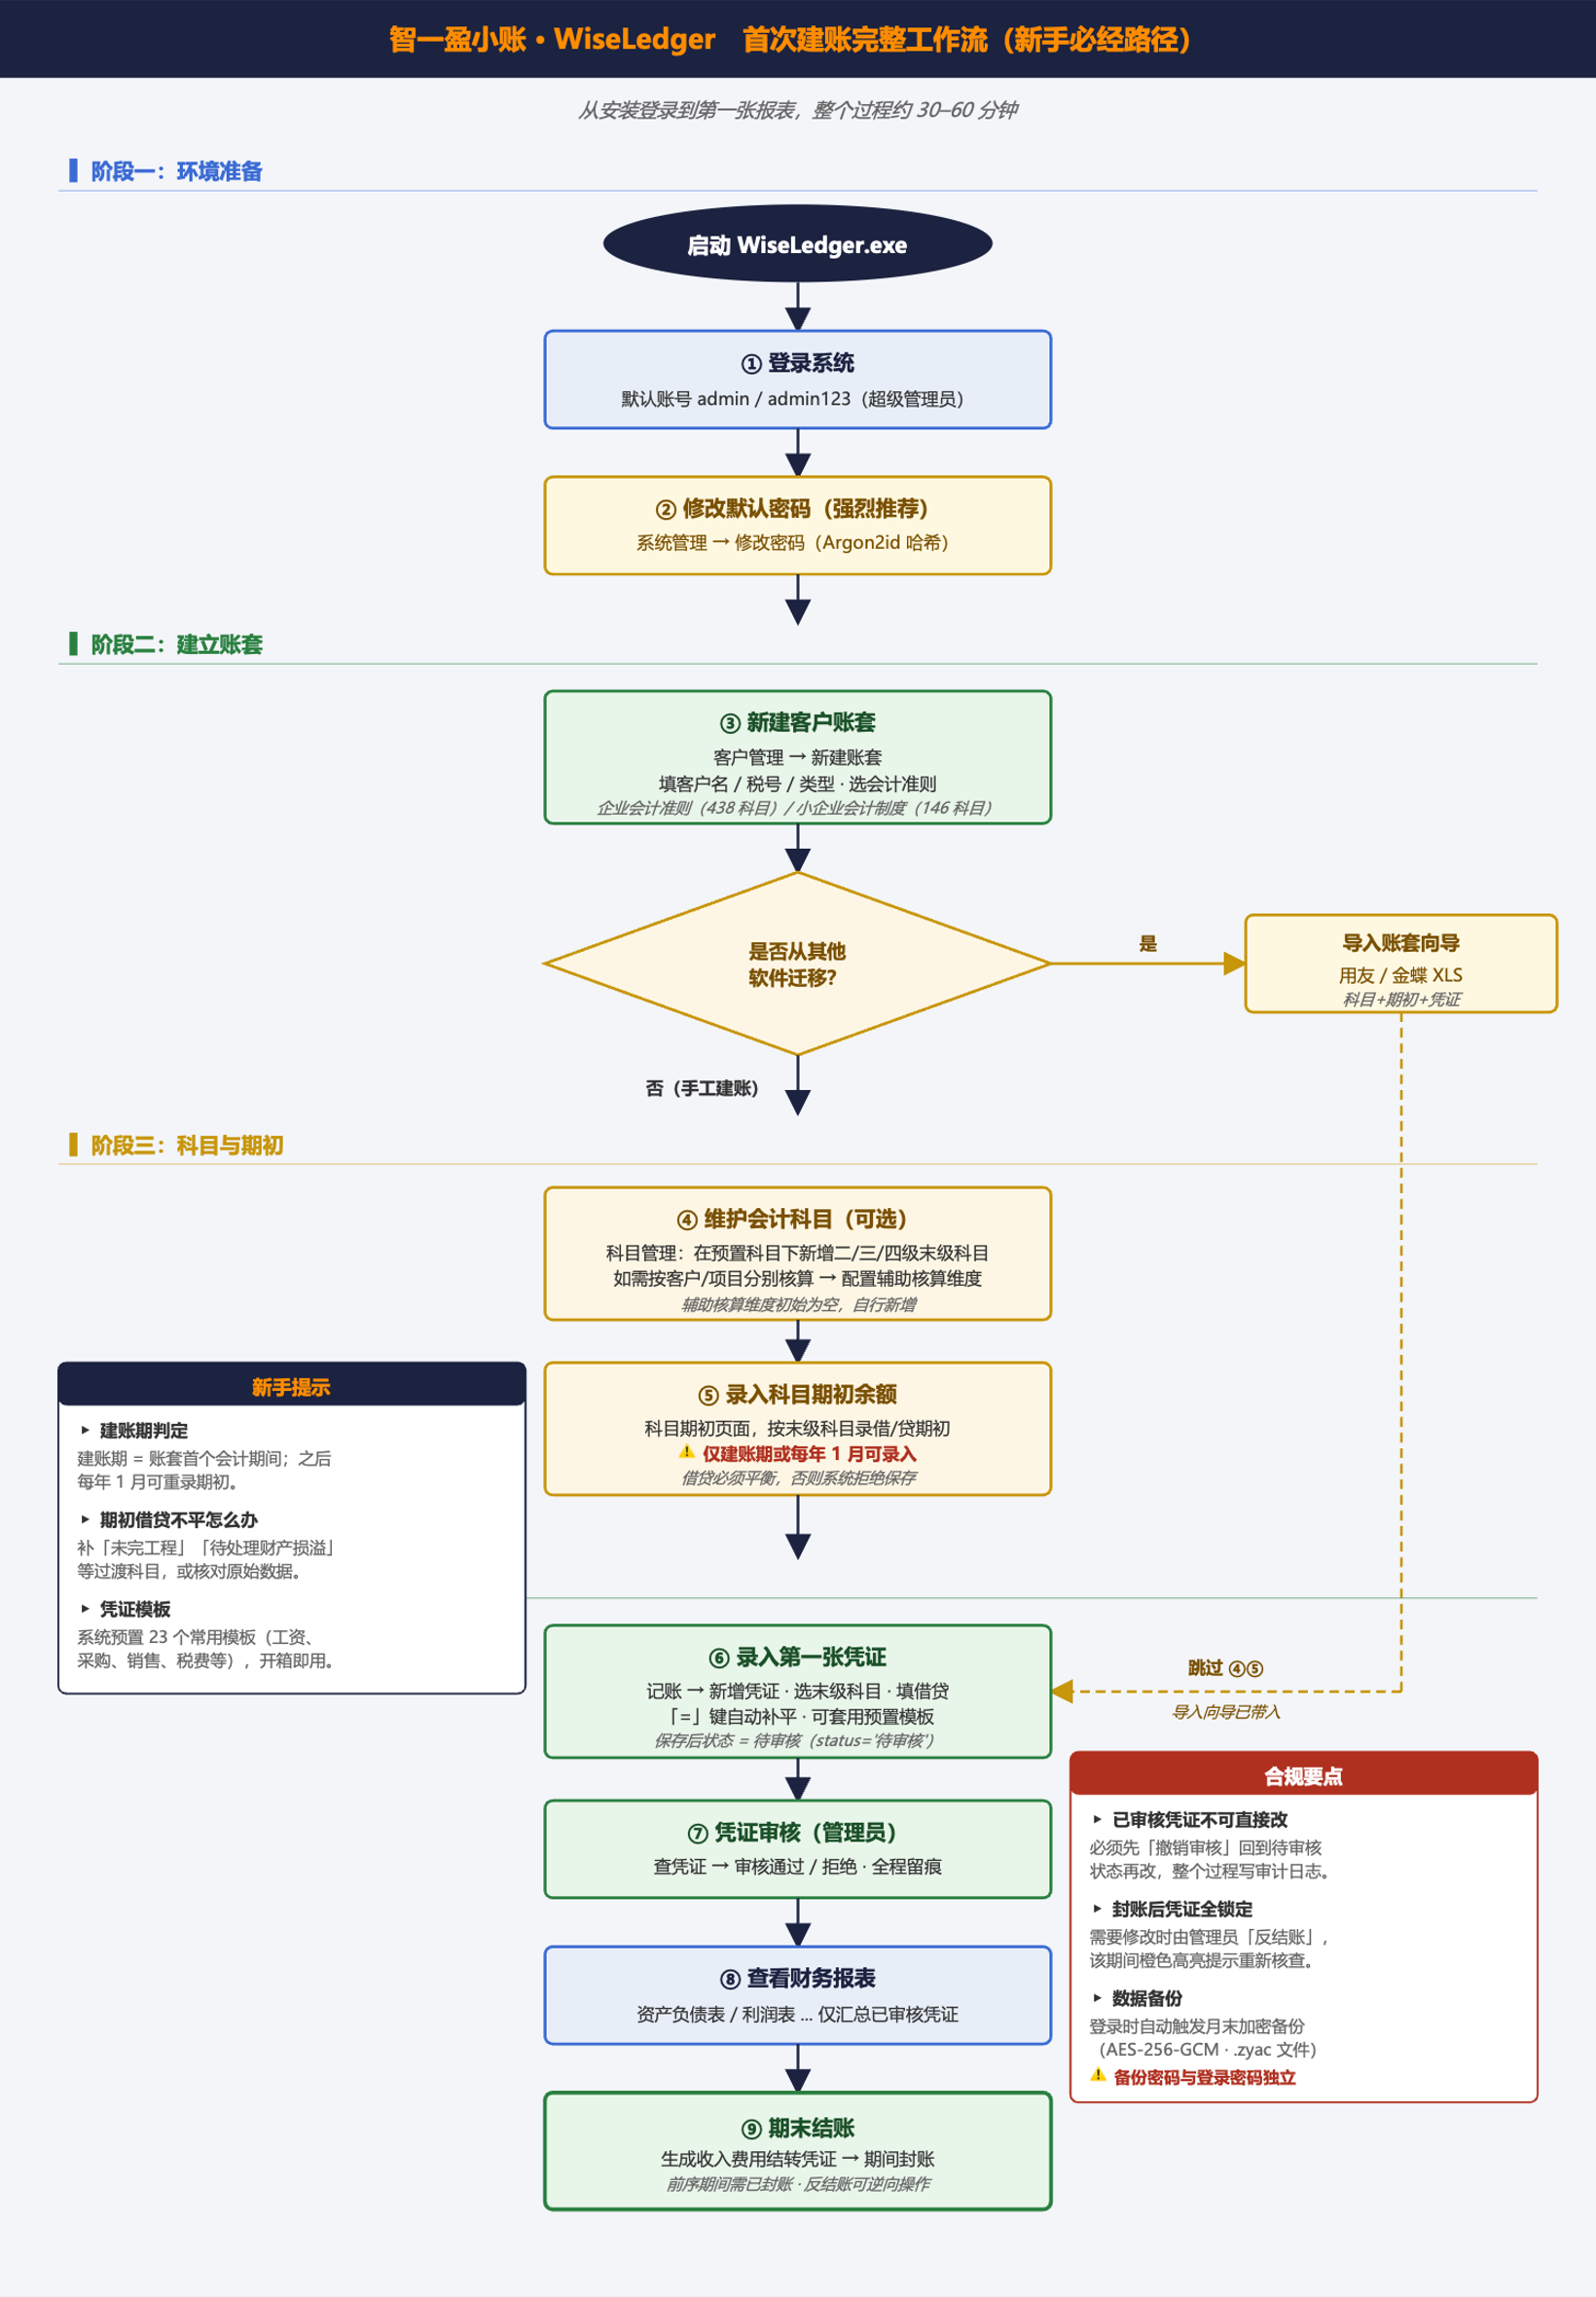 智一盈小账·WiseLedger 首次建账完整工作流（新手必经路径）
从安装登录到第一张报表，整个过程约 30–60 分钟
阶段一：环境准备
启动 WiseLedger.exe
① 登录系统
默认账号 admin / admin123（超级管理员）
② 修改默认密码（强烈推荐）
系统管理 → 修改密码（Argon2id 哈希）
阶段二：建立账套
③ 新建客户账套
客户管理 → 新建账套
填客户名 / 税号 / 类型 · 选会计准则
企业会计准则（438 科目）/ 小企业会计制度（146 科目）
是否从其他
软件迁移？
是
导入账套向导
用友 / 金蝶 XLS
科目+期初+凭证
否（手工建账）
阶段三：科目与期初
④ 维护会计科目（可选）
科目管理：在预置科目下新增二/三/四级末级科目
如需按客户/项目分别核算 → 配置辅助核算维度
辅助核算维度初始为空，自行新增
⑤ 录入科目期初余额
科目期初页面，按末级科目录借/贷期初
⚠ 仅建账期或每年 1 月可录入
借贷必须平衡，否则系统拒绝保存
新手提示
▸ 建账期判定
建账期 = 账套首个会计期间；之后
每年 1 月可重录期初。
▸ 期初借贷不平怎么办
补「未完工程」「待处理财产损溢」
等过渡科目，或核对原始数据。
▸ 凭证模板
系统预置 23 个常用模板（工资、
采购、销售、税费等），开箱即用。
⑥ 录入第一张凭证
记账 → 新增凭证 · 选末级科目 · 填借贷
「=」键自动补平 · 可套用预置模板
保存后状态 = 待审核（status='待审核'）
跳过 ④⑤
导入向导已带入
⑦ 凭证审核（管理员）
查凭证 → 审核通过 / 拒绝 · 全程留痕
⑧ 查看财务报表
资产负债表 / 利润表 ... 仅汇总已审核凭证
⑨ 期末结账
生成收入费用结转凭证 → 期间封账
前序期间需已封账 · 反结账可逆向操作
合规要点
▸ 已审核凭证不可直接改
必须先「撤销审核」回到待审核
状态再改，整个过程写审计日志。
▸ 封账后凭证全锁定
需要修改时由管理员「反结账」，
该期间橙色高亮提示重新核查。
▸ 数据备份
登录时自动触发月末加密备份
（AES-256-GCM · .zyac 文件）
⚠ 备份密码与登录密码独立